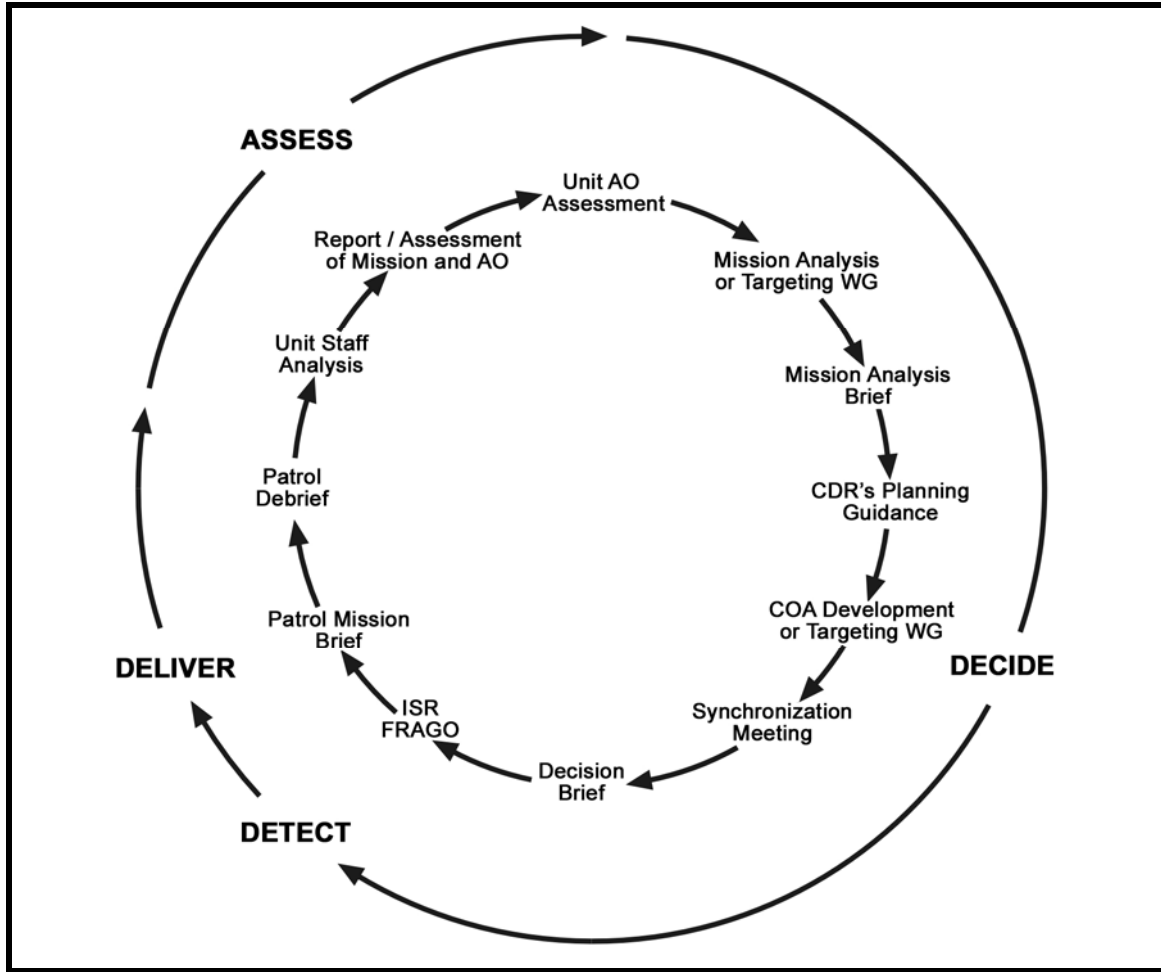 ASSESS
Unit AO
Assessment
Report / Assessment
of Mission and AO
Mission Analysis
or Targeting WG
Unit Staff
Analysis
Mission Analysis
Brief
Patrol
Debrief
CDR's Planning
Guidance
Patrol Mission
Brief
COA Development
or Targeting WG
DELIVER
DECIDE
ISR
FRAGO
Synchronization
Meeting
Decision
Brief
DETECT